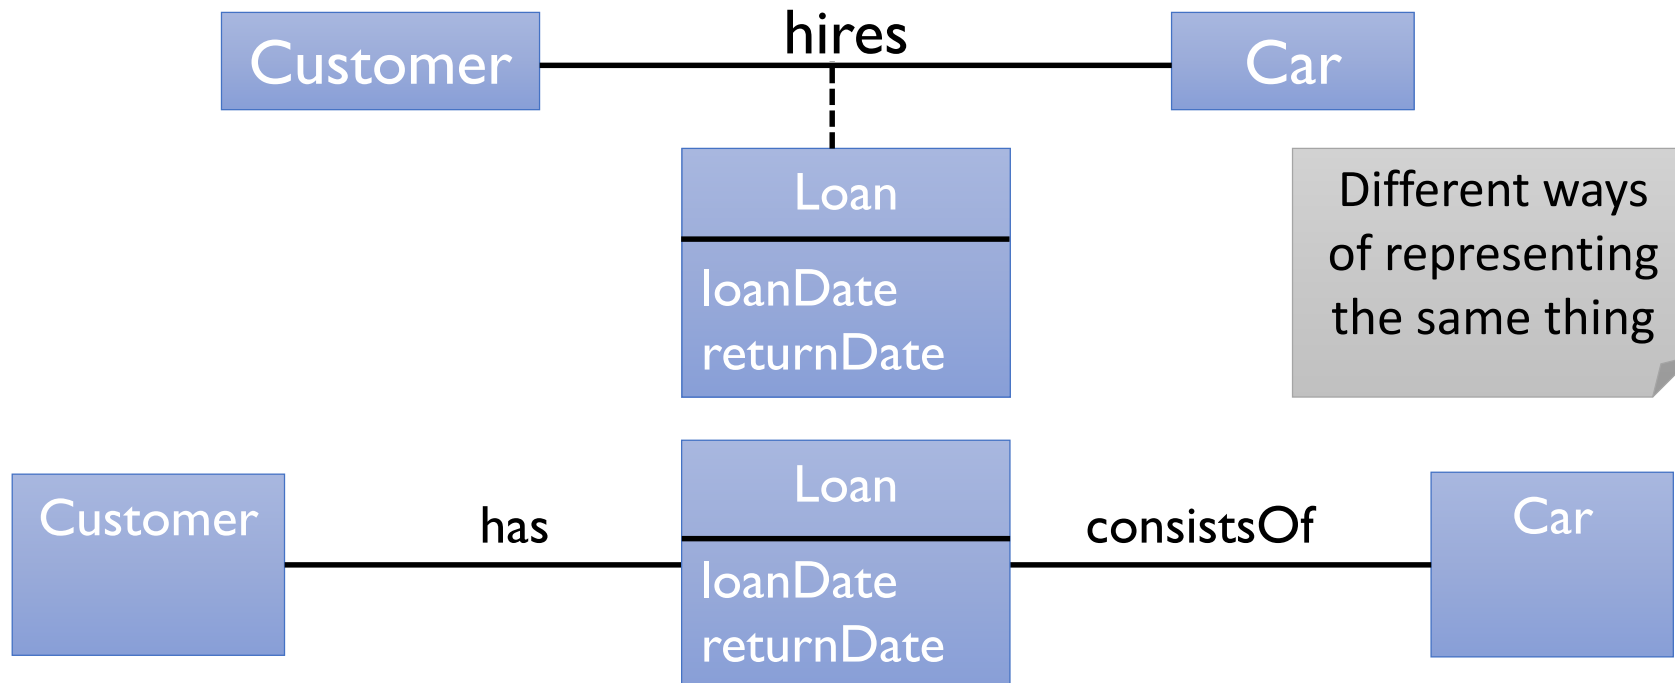 hires
Customer
Car
Loan
loanDate
returnDate
Different ways
of representing
the same thing
Customer
has
Loan
loanDate
returnDate
consistsOf
Car